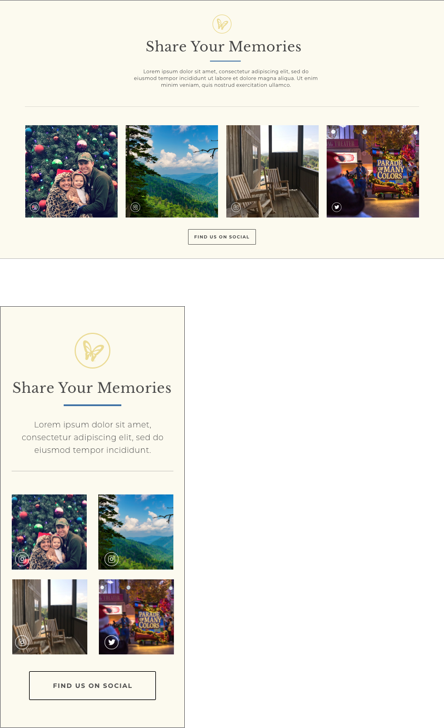 Share Your Memories
Lorem ipsum dolor sit amet, consectetur adipiscing elit, sed do
eiusmod tempor incididunt ut labore et dolore magna aliqua. Ut enim
minim veniam, quis nostrud exercitation ullamco.
PARADE
of MANY
COLORS
FIND US ON SOCIAL
Share Your Memories
Lorem ipsum dolor sit amet,
consectetur adipiscing elit, sed do
eiusmod tempor incididunt.
PARADE
of MANY
COLORS
FIND US ON SOCIAL